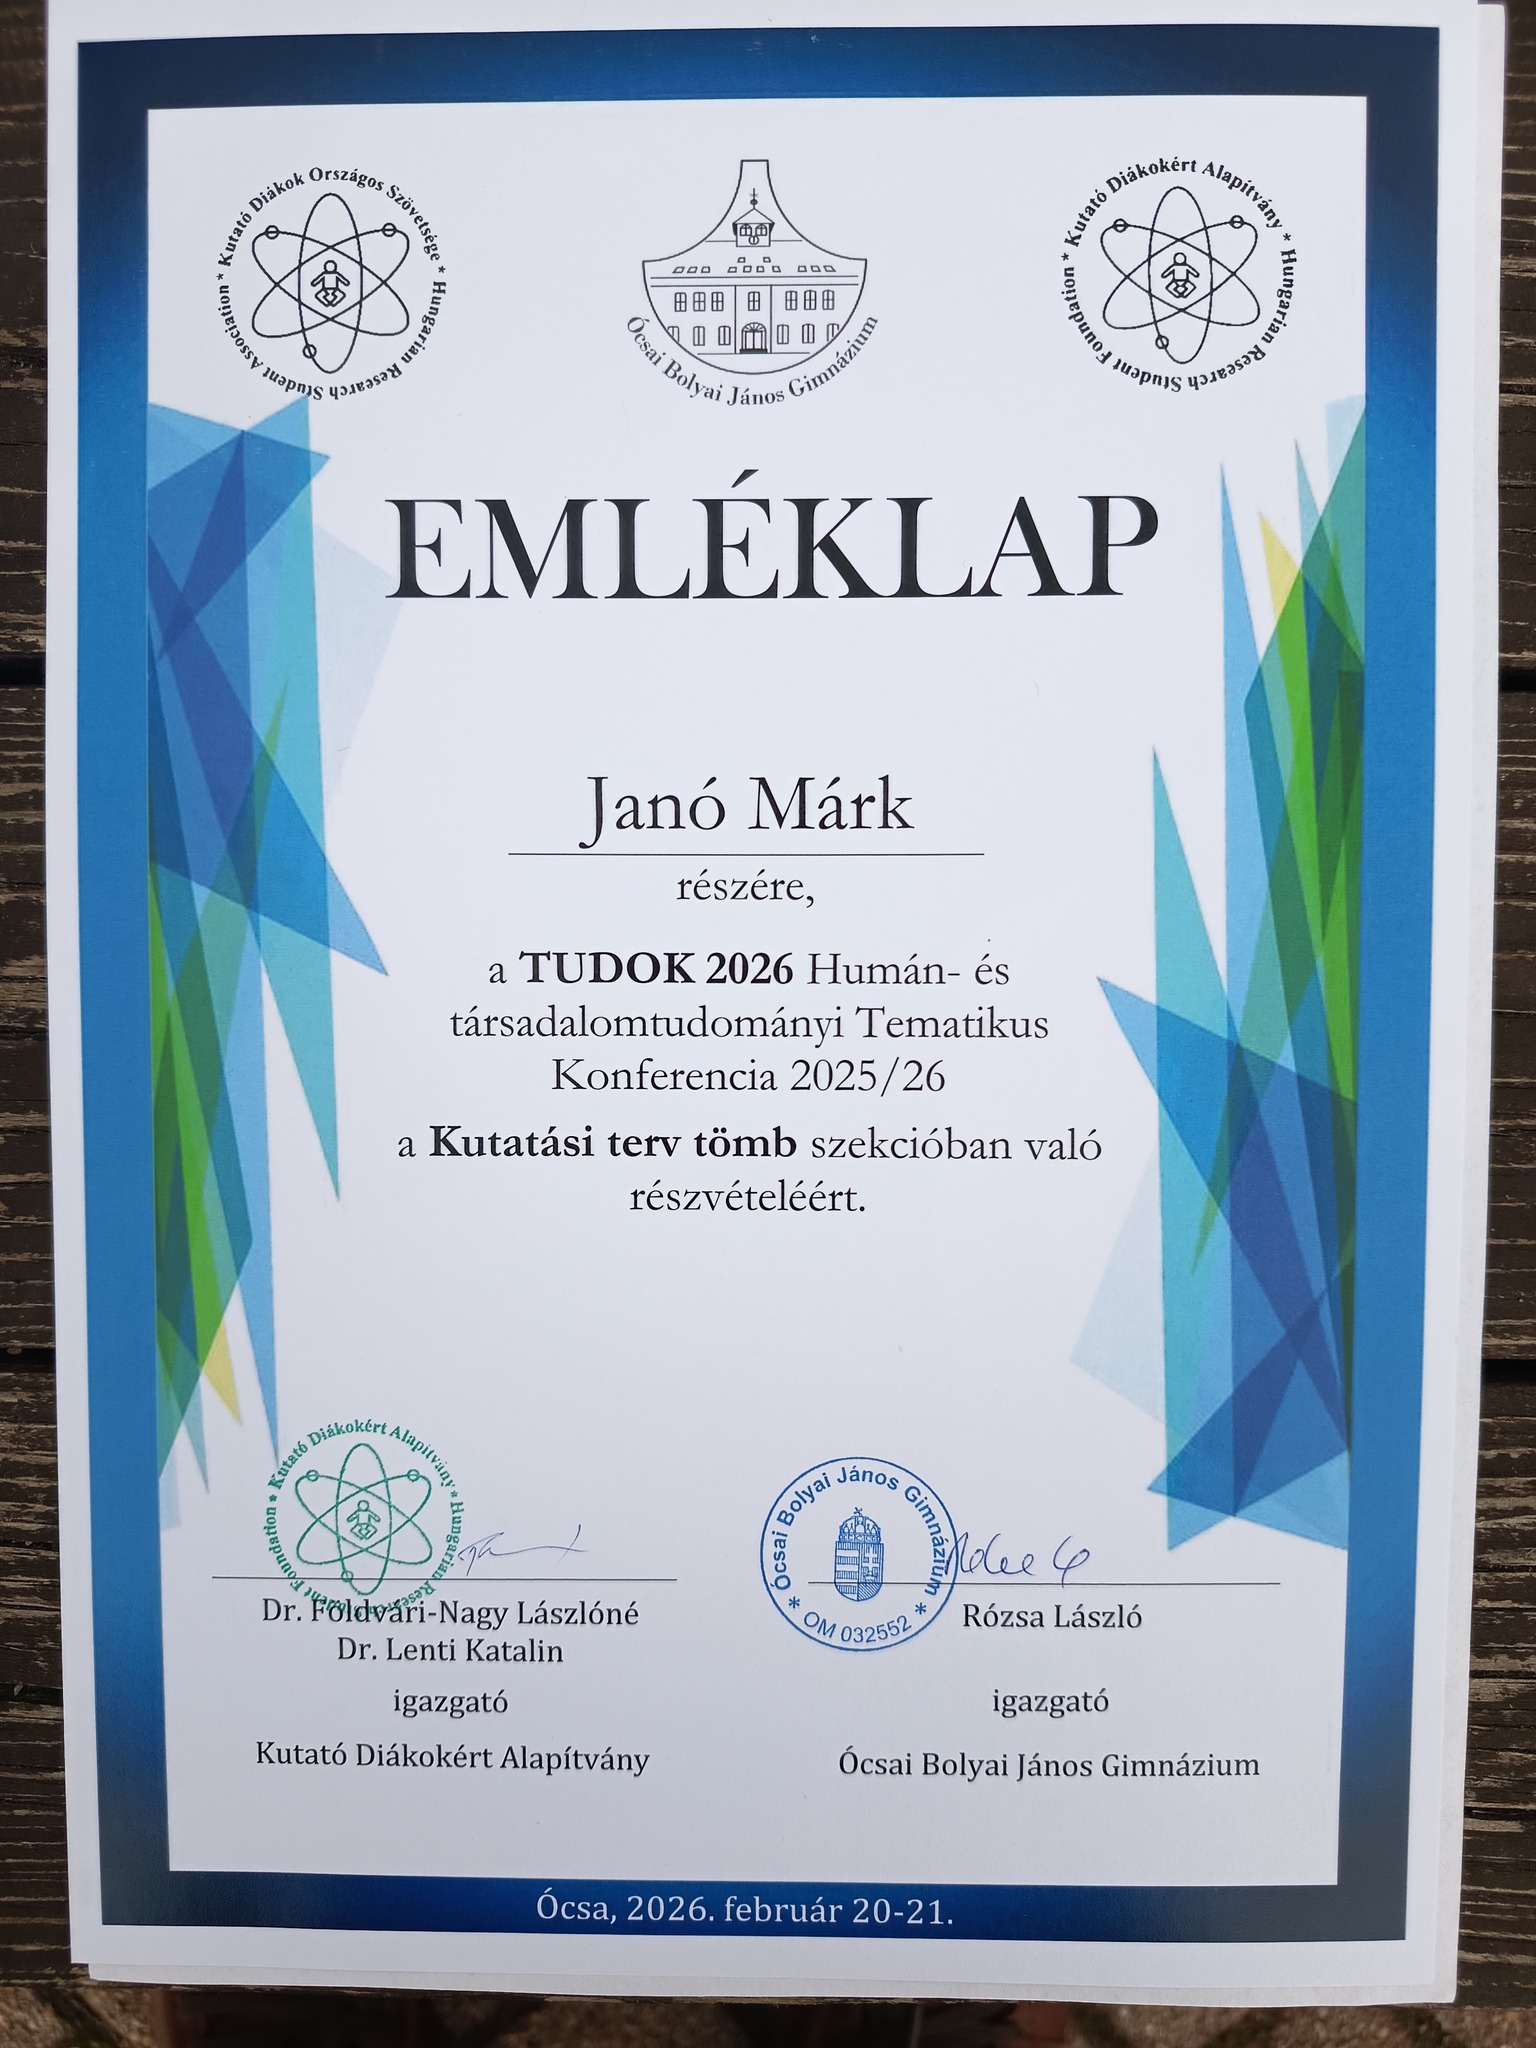 * Kutató Diákok Országos Szövetsége * Hungarian Research Student Association
Ócsai Bolyai János Gimnázium
* Kutató Diákokért Alapítvány * Hungarian Research Student Foundation
EMLÉKLAP
Janó Márk
részére,
a TUDOK 2026 Humán- és
társadalomtudományi Tematikus
Konferencia 2025/26
a Kutatási terv tömb szekcióban való
részvételéért.
* Kutató Diákokért Alapítvány * Hungarian Research Student Foundation
Ócsai Bolyai János Gimnázium
* OM 032552 *
Dr. Földvári-Nagy Lászlóné
Dr. Lenti Katalin
igazgató
Kutató Diákokért Alapítvány
Rózsa László
igazgató
Ócsai Bolyai János Gimnázium
Ócsa, 2026. február 20-21.